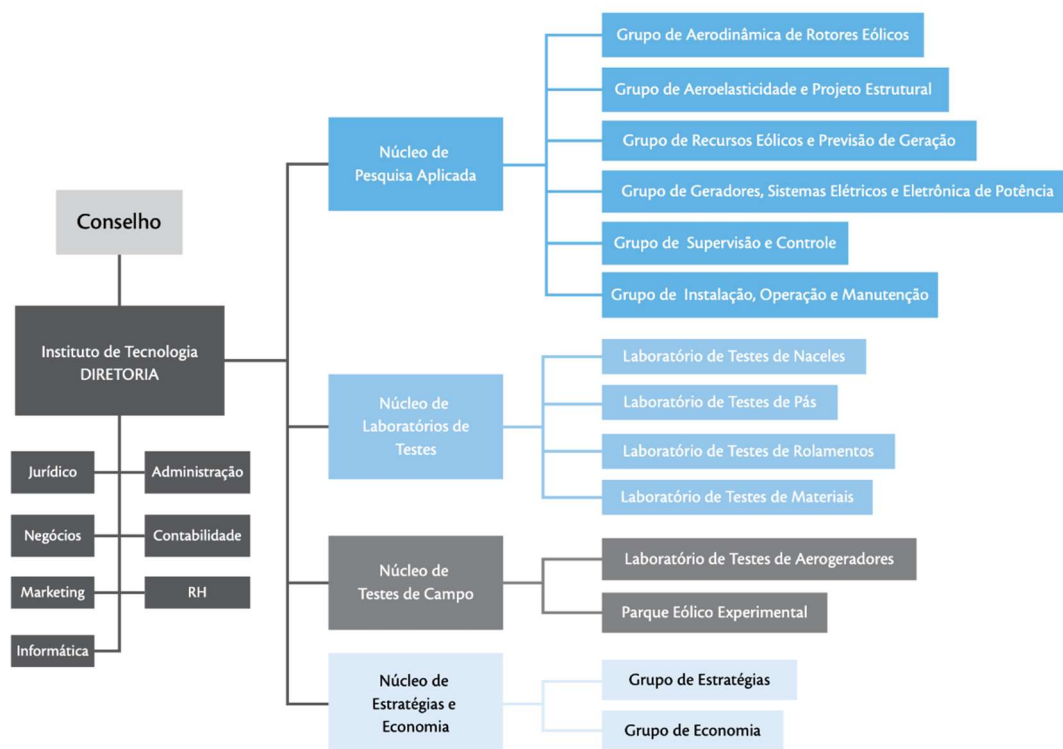 Conselho
Instituto de Tecnologia
DIRETORIA
Jurídico
Administração
Negócios
Contabilidade
Marketing
RH
Informática
Núcleo de
Pesquisa Aplicada
Grupo de Aerodinâmica de Rotores Eólicos
Grupo de Aeroelasticidade e Projeto Estrutural
Grupo de Recursos Eólicos e Previsão de Geração
Grupo de Geradores, Sistemas Elétricos e Eletrônica de Potência
Grupo de Supervisão e Controle
Grupo de Instalação, Operação e Manutenção
Núcleo de
Laboratórios de
Testes
Laboratório de Testes de Naceles
Laboratório de Testes de Pás
Laboratório de Testes de Rolamentos
Laboratório de Testes de Materiais
Núcleo de
Testes de Campo
Laboratório de Testes de Aerogeradores
Parque Eólico Experimental
Núcleo de
Estratégias e
Economia
Grupo de Estratégias
Grupo de Economia